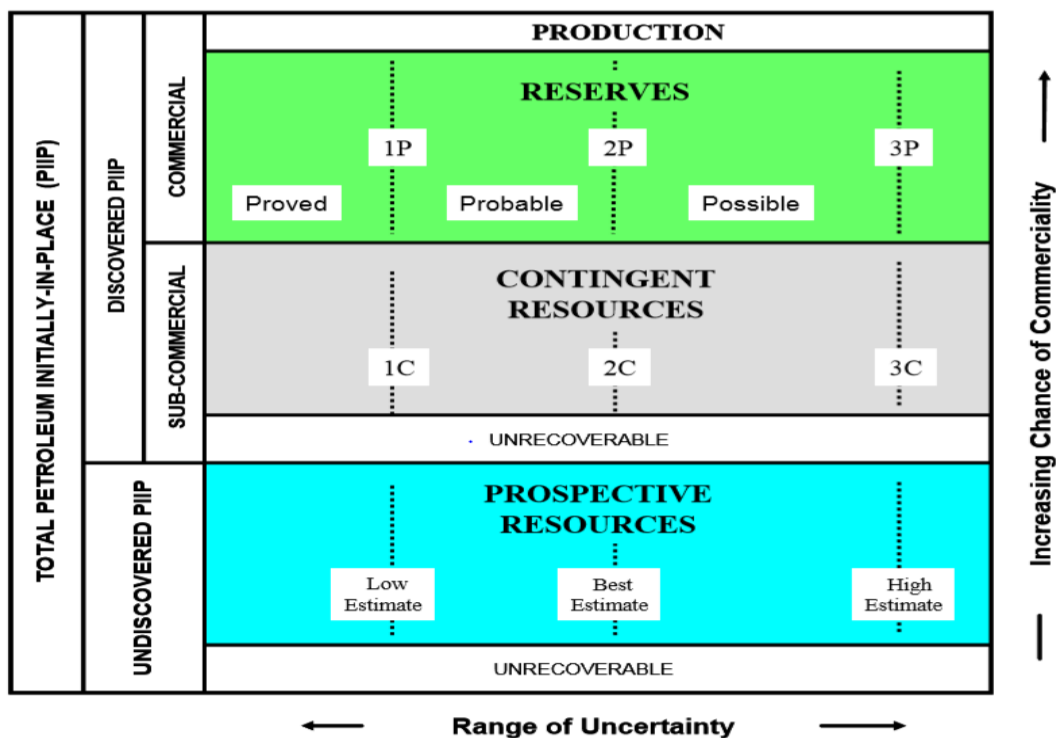 TOTAL PETROLEUM INITIALLY-IN-PLACE (PIIP)
DISCOVERED PIIP
UNDISCOVERED PIIP
COMMERCIAL
SUB-COMMERCIAL
PRODUCTION
RESERVES
1P
2P
3P
Proved
Probable
Possible
CONTINGENT
RESOURCES
1C
2C
3C
UNRECOVERABLE
PROSPECTIVE
RESOURCES
Low
Estimate
Best
Estimate
High
Estimate
UNRECOVERABLE
Range of Uncertainty
Increasing Chance of Commerciality